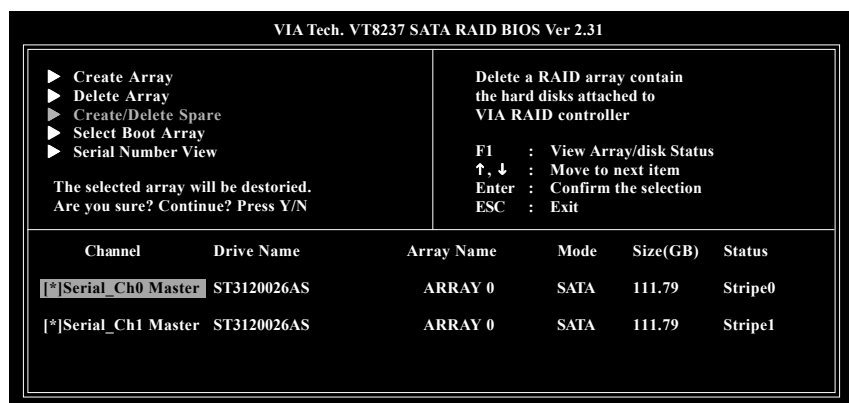 VIA Tech. VT8237 SATA RAID BIOS Ver 2.31
Create Array
Delete Array
Create/Delete Spare
Select Boot Array
Serial Number View
The selected array will be destoried.
Are you sure? Continue? Press Y/N
Delete a RAID array contain
the hard disks attached to
VIA RAID controller
F1 : View Array/disk Status
↑, ↓ : Move to next item
Enter : Confirm the selection
ESC : Exit
Channel Drive Name Array Name Mode Size(GB) Status
[*]Serial_Ch0 Master ST3120026AS ARRAY 0 SATA 111.79 Stripe0
[*]Serial_Ch1 Master ST3120026AS ARRAY 0 SATA 111.79 Stripe1